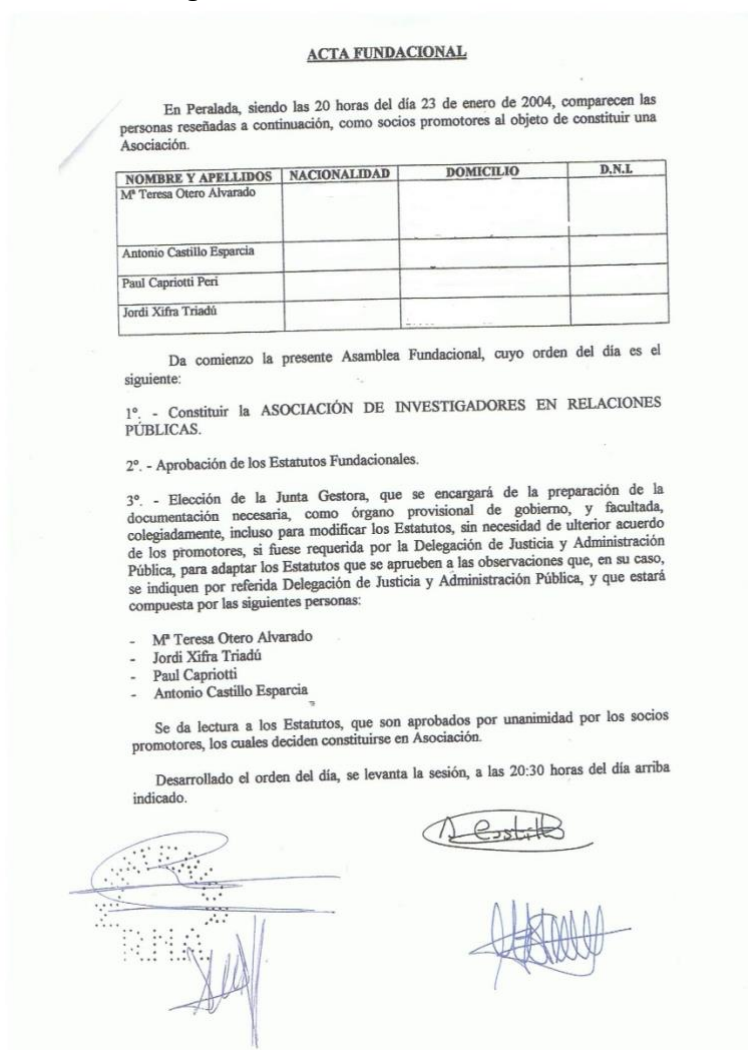 ACTA FUNDACIONAL
En Peralada, siendo las 20 horas del día 23 de enero de 2004, comparecen las
personas reseñadas a continuación, como socios promotores al objeto de constituir una
Asociación.
NOMBRE Y APELLIDOS NACIONALIDAD DOMICILIO D.N.I.
Mª Teresa Otero Alvarado
Antonio Castillo Esparcia
Paul Capriotti Peri
Jordi Xifra Triadú
Da comienzo la presente Asamblea Fundacional, cuyo orden del día es el
siguiente:
1º. - Constituir la ASOCIACIÓN DE INVESTIGADORES EN RELACIONES
PÚBLICAS.
2º. - Aprobación de los Estatutos Fundacionales.
3º. - Elección de la Junta Gestora, que se encargará de la preparación de la
documentación necesaria, como órgano provisional de gobierno, y facultada,
colegiadamente, incluso para modificar los Estatutos, sin necesidad de ulterior acuerdo
de los promotores, si fuese requerida por la Delegación de Justicia y Administración
Pública, para adaptar los Estatutos que se aprueben a las observaciones que, en su caso,
se indiquen por referida Delegación de Justicia y Administración Pública, y que estará
compuesta por las siguientes personas:
- Mª Teresa Otero Alvarado
- Jordi Xifra Triadú
- Paul Capriotti
- Antonio Castillo Esparcia
Se da lectura a los Estatutos, que son aprobados por unanimidad por los socios
promotores, los cuales deciden constituirse en Asociación.
Desarrollado el orden del día, se levanta la sesión, a las 20:30 horas del día arriba
indicado.
A Castillo